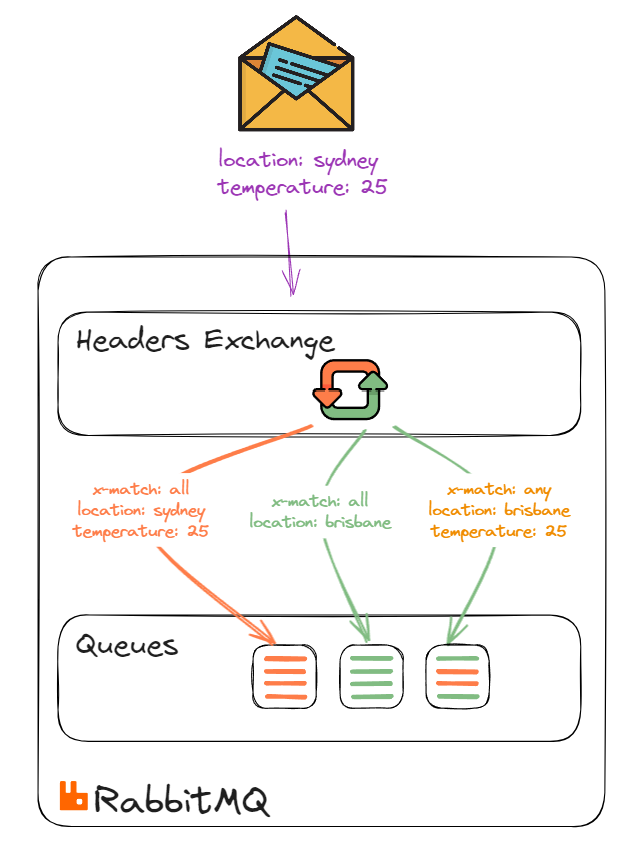 location: sydney
temperature: 25
Headers Exchange
x-match: all
location: sydney
temperature: 25
x-match: all
location: brisbane
x-match: any
location: brisbane
temperature: 25
Queues
RabbitMQ